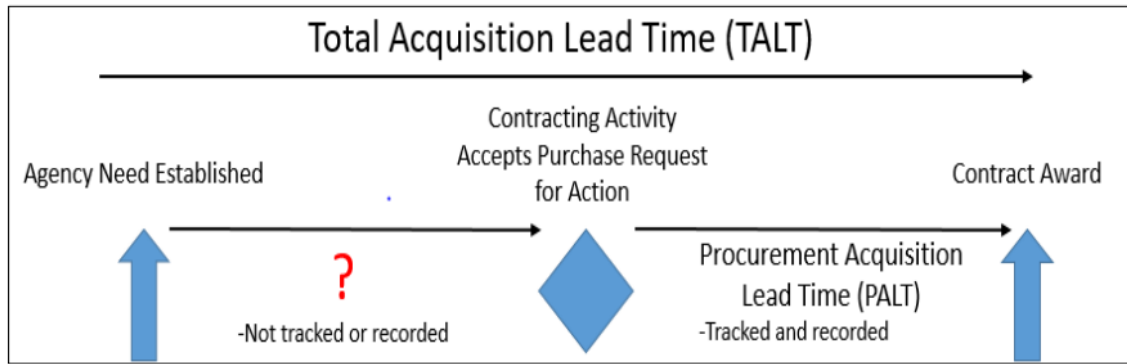 Total Acquisition Lead Time (TALT)
Contracting Activity
Accepts Purchase Request
for Action
Agency Need Established
Contract Award
?
-Not tracked or recorded
Procurement Acquisition
Lead Time (PALT)
-Tracked and recorded